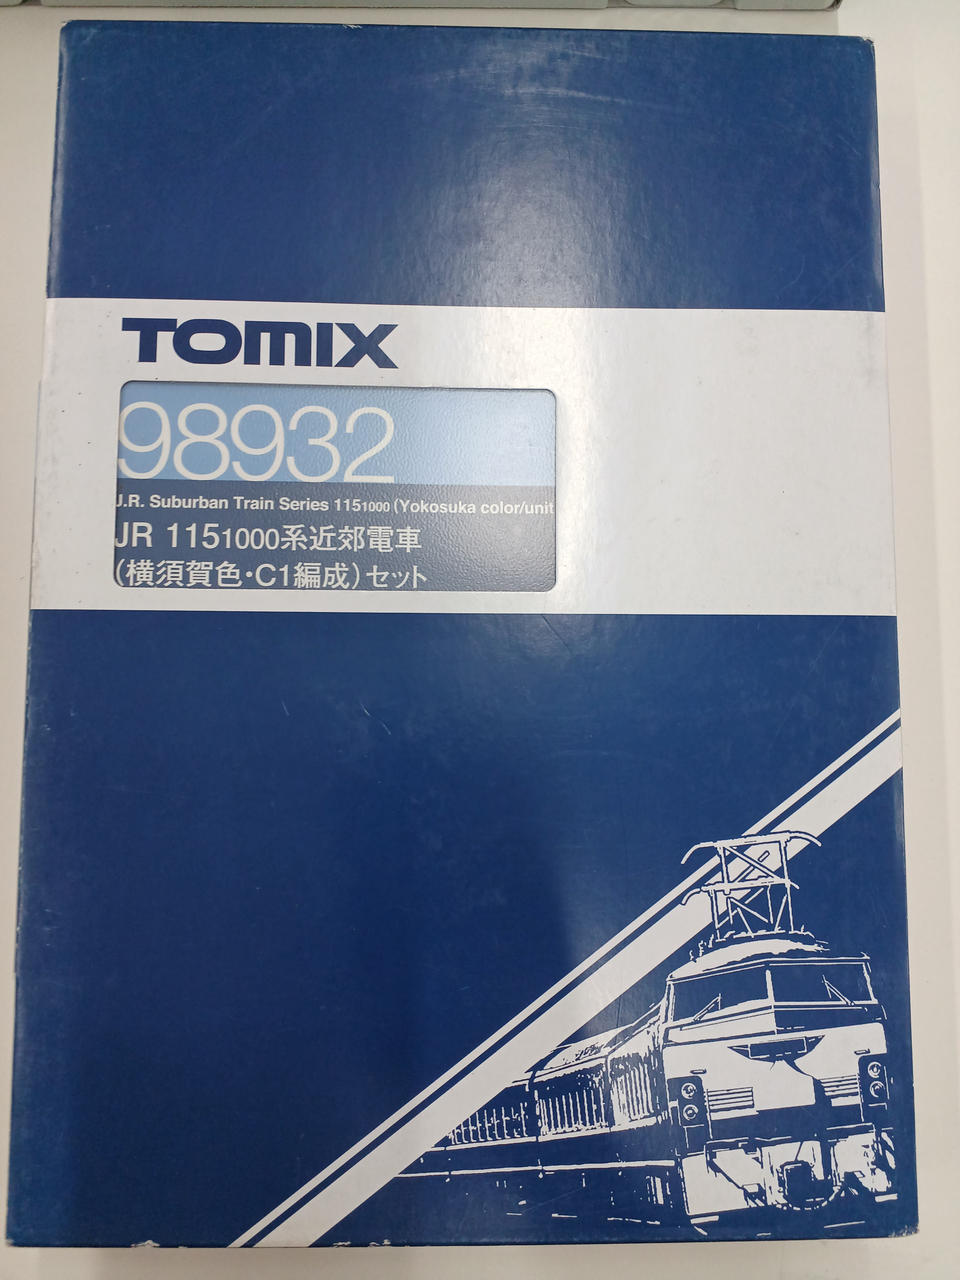 TOMIX
98932
J.R. Suburban Train Series 1151000 (Yokosuka color/unit
JR 1151000系近郊電車
(横須賀色・C1編成)セット